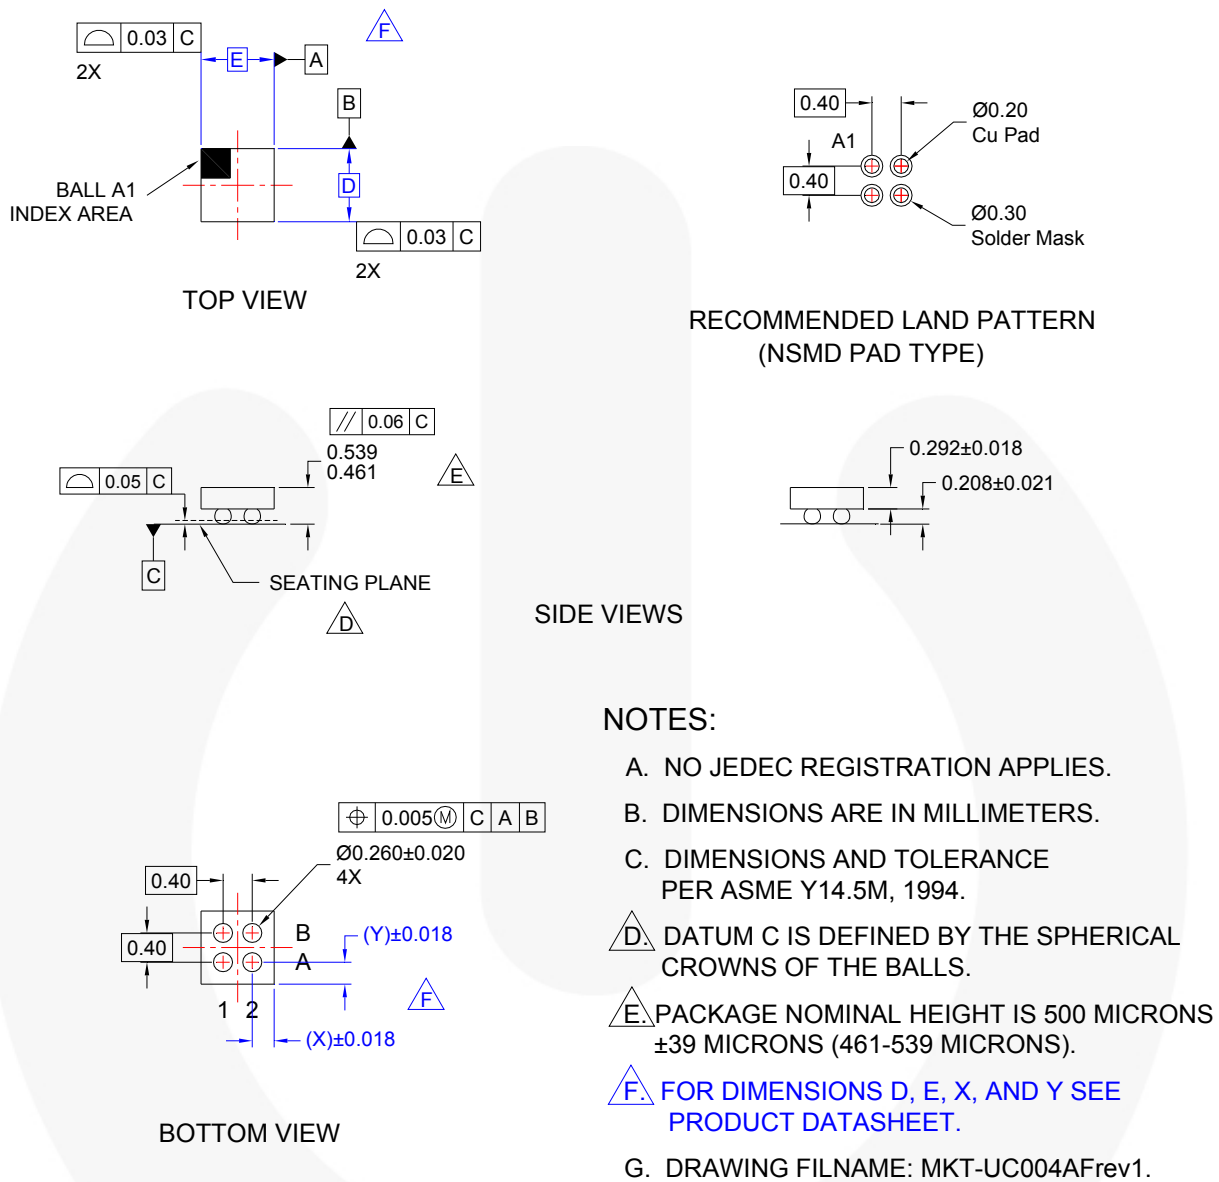 0.03 C
2X
E
A
F
B
D
BALL A1
INDEX AREA
0.03 C
2X
TOP VIEW
0.40
A1
0.40
Ø0.20
Cu Pad
Ø0.30
Solder Mask
RECOMMENDED LAND PATTERN
(NSMD PAD TYPE)
// 0.06 C
0.539
0.461
E
0.05 C
C
SEATING PLANE
D
0.292±0.018
0.208±0.021
SIDE VIEWS
0.005Ⓜ C A B
Ø0.260±0.020
4X
0.40
0.40
B
A
1 2
(Y)±0.018
F
(X)±0.018
BOTTOM VIEW
NOTES:
A. NO JEDEC REGISTRATION APPLIES.
B. DIMENSIONS ARE IN MILLIMETERS.
C. DIMENSIONS AND TOLERANCE
PER ASME Y14.5M, 1994.
D. DATUM C IS DEFINED BY THE SPHERICAL
CROWNS OF THE BALLS.
E. PACKAGE NOMINAL HEIGHT IS 500 MICRONS
±39 MICRONS (461-539 MICRONS).
F. FOR DIMENSIONS D, E, X, AND Y SEE
PRODUCT DATASHEET.
G. DRAWING FILNAME: MKT-UC004AFrev1.